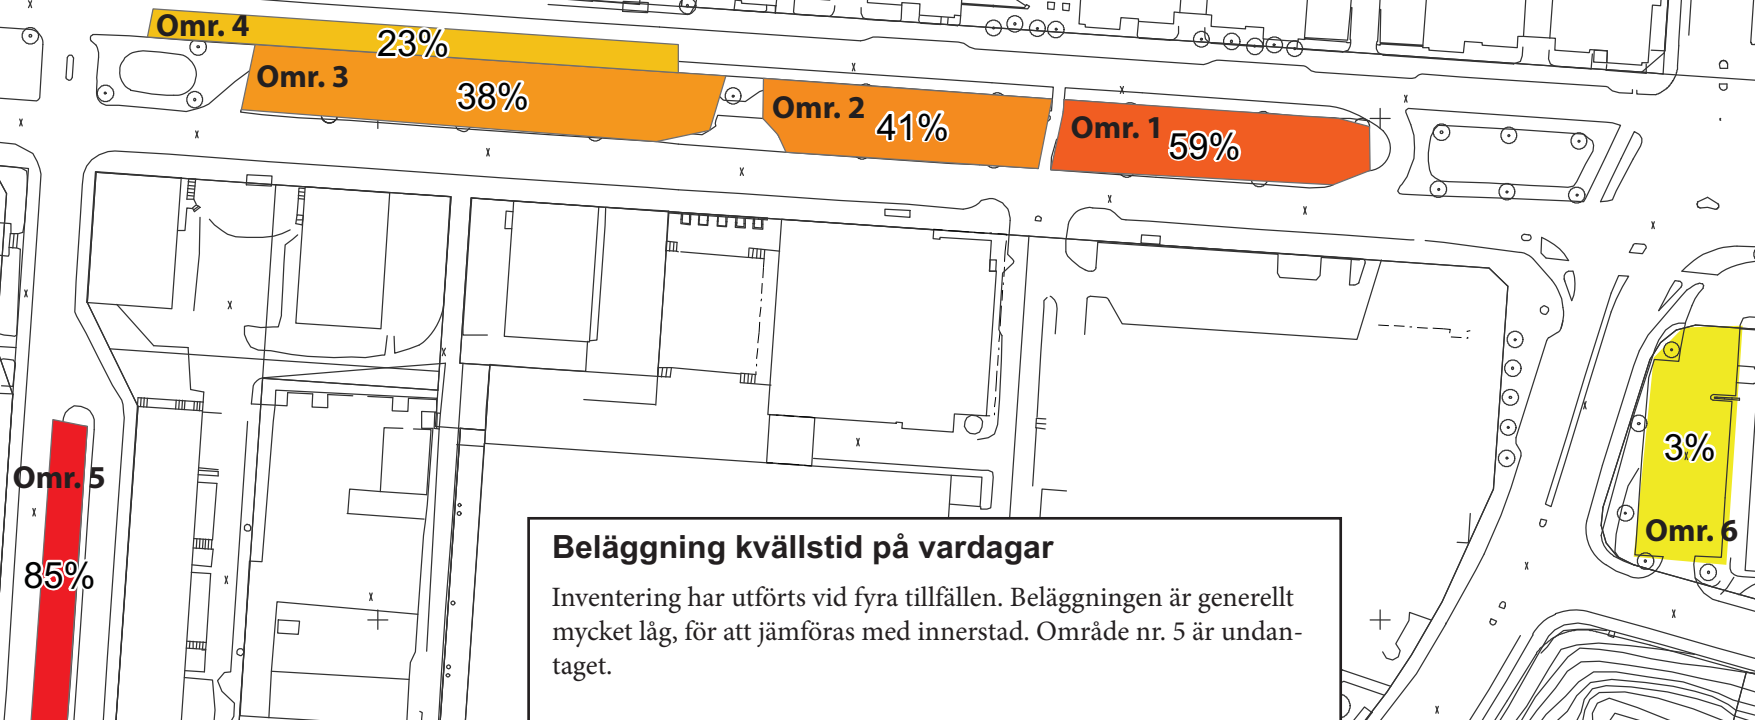 Omr. 4
23%
Omr. 3
38%
Omr. 2
41%
Omr. 1
59%
Omr. 5
85%
3%
Omr. 6
Beläggning kvällstid på vardagar
Inventering har utförts vid fyra tillfällen. Beläggningen är generellt
mycket låg, för att jämföras med innerstad. Område nr. 5 är undan-
taget.